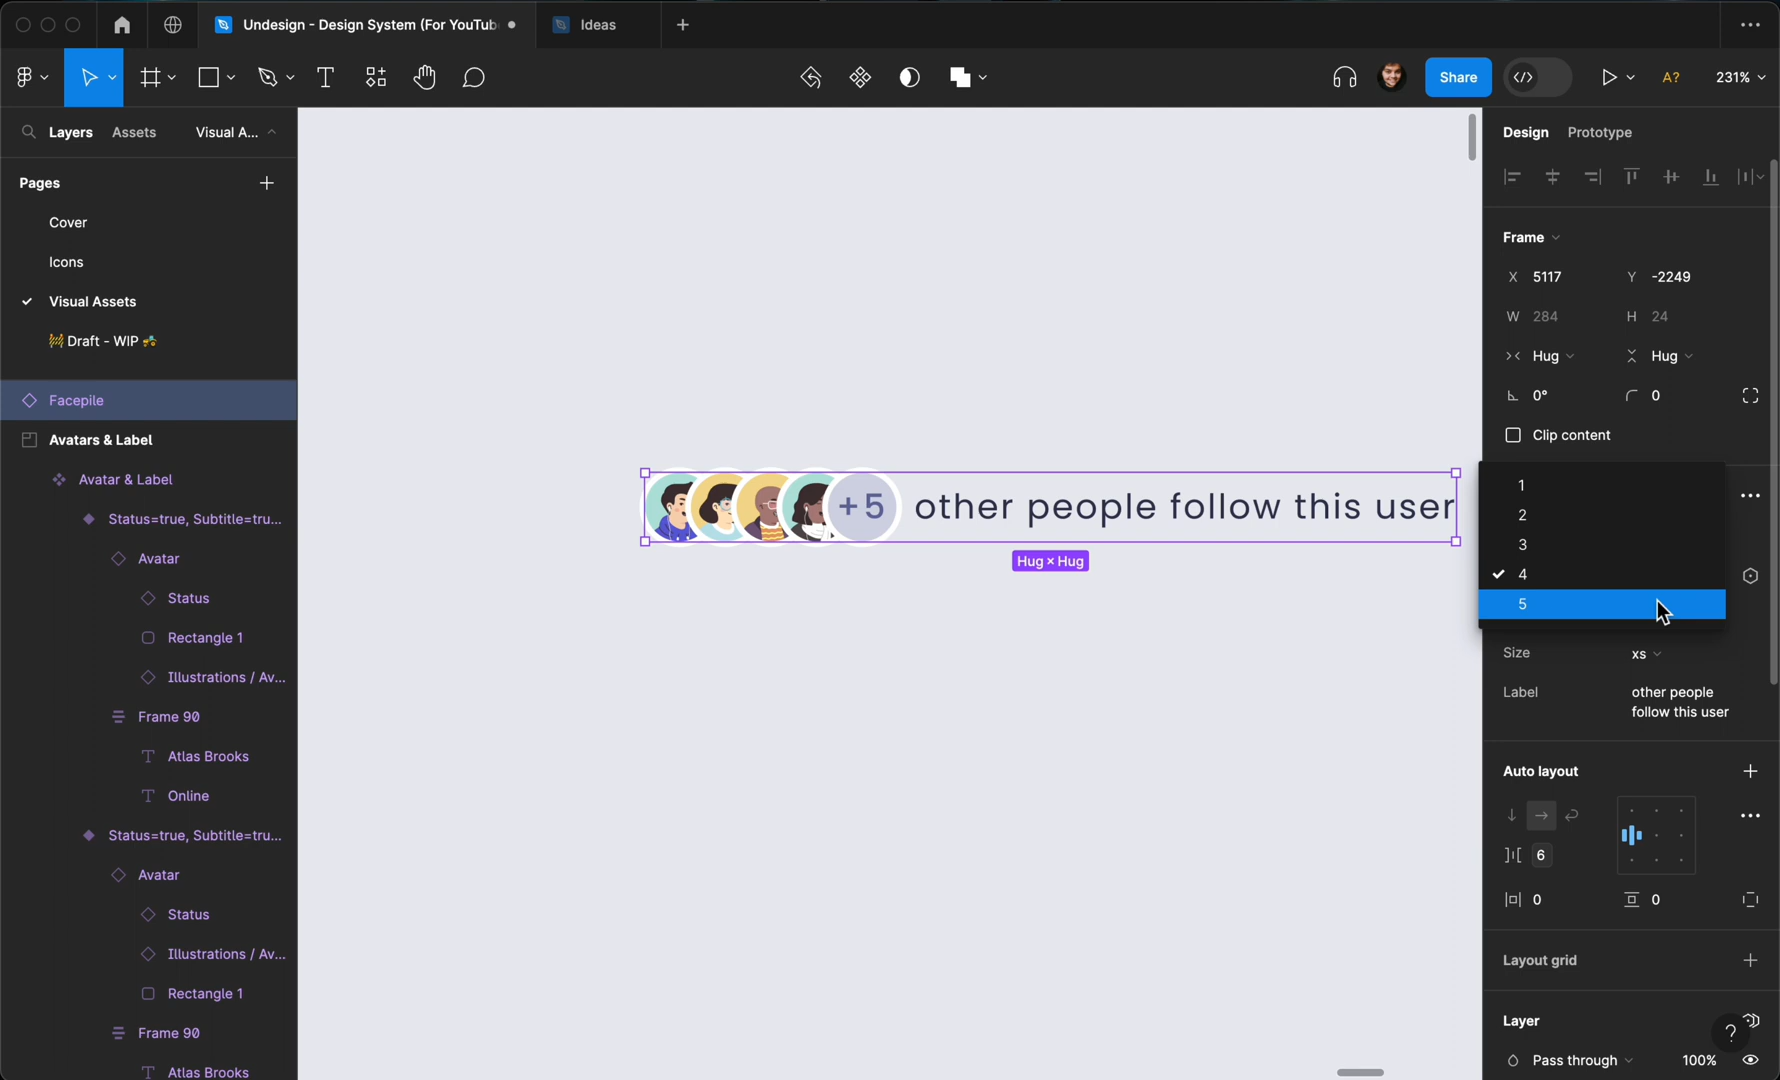 Undesign - Design System (For YouTub
Ideas
Share
A?
231%
Layers
Assets
Visual A...
Pages
Cover
Icons
Visual Assets
🚧 Draft - WIP 🚜
Facepile
Avatars & Label
Avatar & Label
Status=true, Subtitle=tru...
Avatar
Status
Rectangle 1
Illustrations / Av...
Frame 90
Atlas Brooks
Online
Status=true, Subtitle=tru...
Avatar
Status
Illustrations / Av...
Rectangle 1
Frame 90
Atlas Brooks
+5 other people follow this user
Hug × Hug
Design
Prototype
Frame
X 5117 Y -2249
W 284 H 24
Hug Hug
0° 0
Clip content
1
2
3
4
5
Size xs
Label other people
follow this user
Auto layout
6
0 0
Layout grid
Layer
?
Pass through 100%